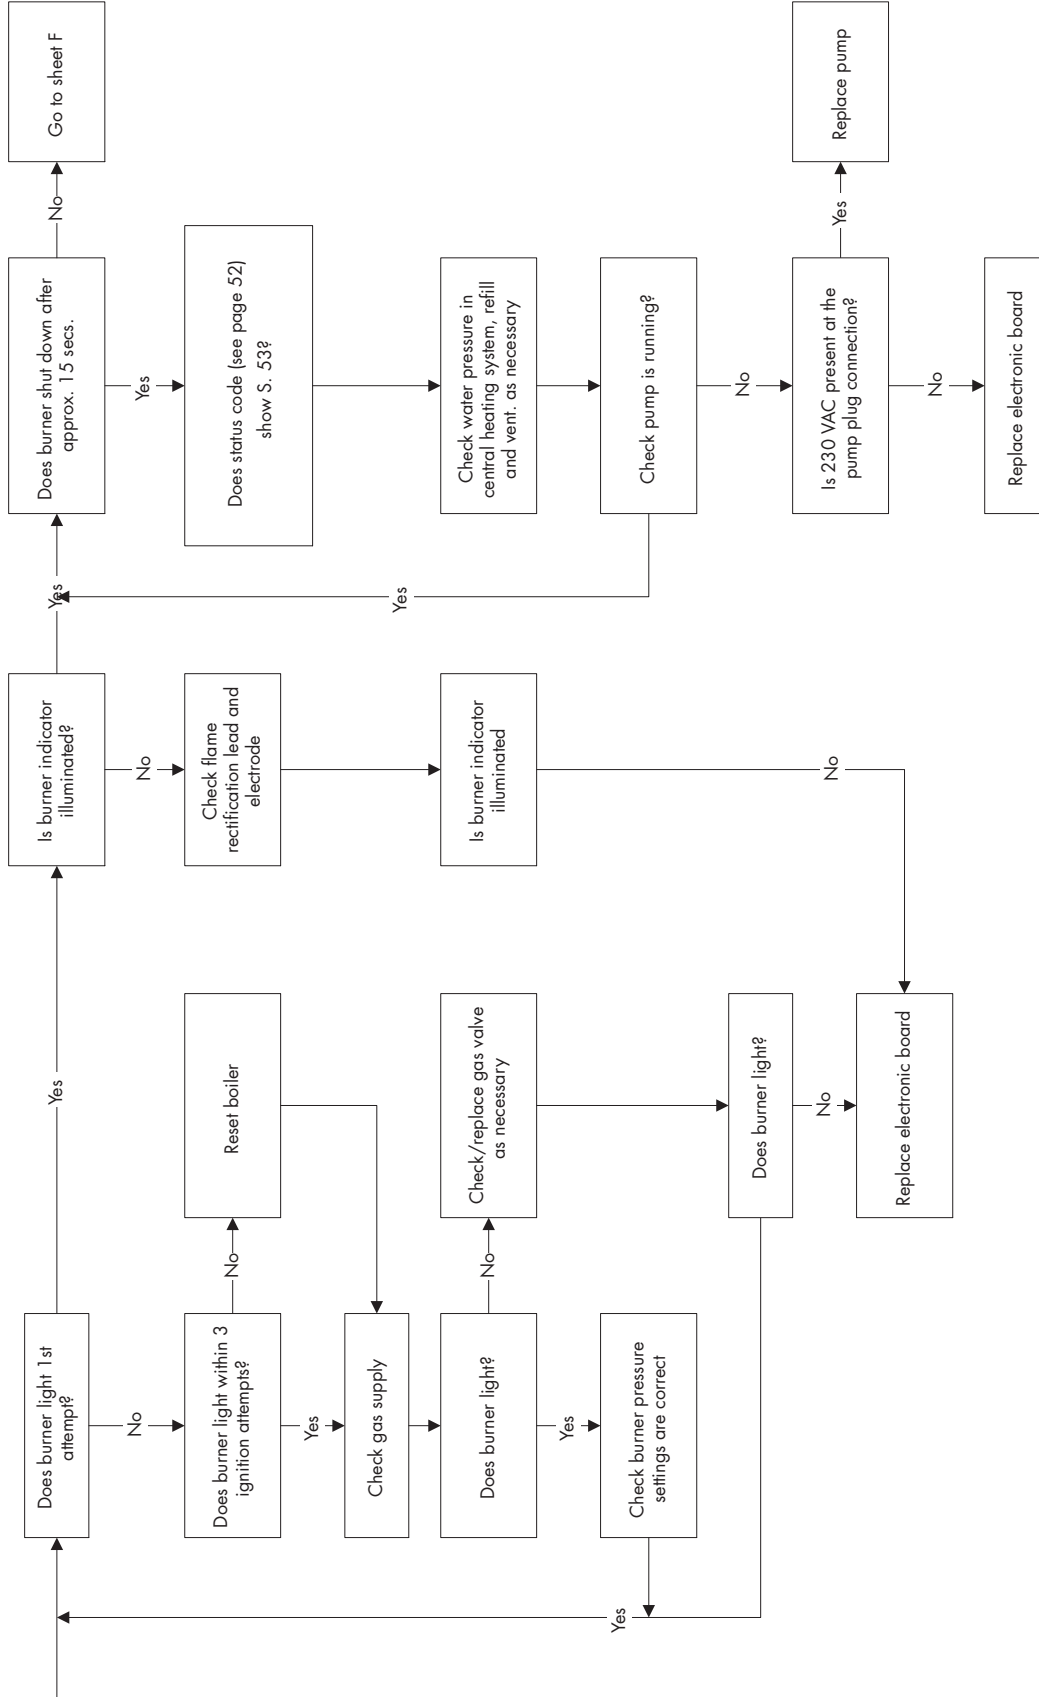 Does burner light 1st
attempt?
Yes
Is burner indicator
illuminated?
Yes
Does burner shut down after
approx. 15 secs.
No
Go to sheet F
No
No
Yes
Does burner light within 3
ignition attempts?
No
Reset boiler
Check flame
rectification lead and
electrode
Does status code (see page 52)
show S. 53?
Yes
Check gas supply
Does burner light?
No
Check/replace gas valve
as necessary
Is burner indicator
illuminated
Yes
Check water pressure in
central heating system, refill
and vent. as necessary
Yes
Check burner pressure
settings are correct
Check pump is running?
Yes
No
Does burner light?
No
No
Is 230 VAC present at the
pump plug connection?
Yes
Replace pump
No
Replace electronic board
Replace electronic board